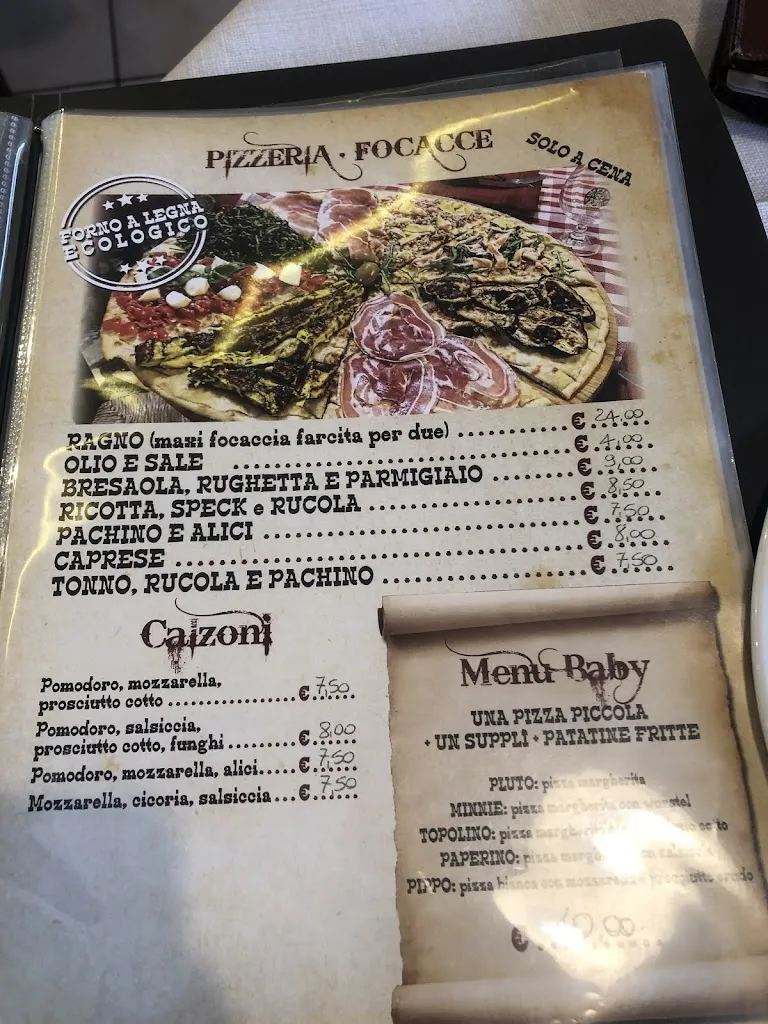 PIZZERIA · FOCACCE
SOLO A CENA
FORNO A LEGNA
ECOLOGICO
RAGNO (maxi focaccia farcita per due) .......... € 24,00
OLIO E SALE .......... € 4,00
BRESAOLA, RUGHETTA E PARMIGIAIO .......... € 9,00
RICOTTA, SPECK e RUCOLA .......... € 8,50
PACHINO E ALICI .......... € 7,50
CAPRESE .......... € 8,00
TONNO, RUCOLA E PACHINO .......... € 7,50
Calzoni
Pomodoro, mozzarella,
prosciutto cotto .......... € 7,50
Pomodoro, salsiccia,
prosciutto cotto, funghi .......... € 8,00
Pomodoro, mozzarella, alici..... € 7,50
Mozzarella, cicoria, salsiccia ... € 7,50
Menu Baby
UNA PIZZA PICCOLA
+ UN SUPPLÎ + PATATINE FRITTE
PLUTO: pizza margherita
MINNIE: pizza margherita con wurstel
TOPOLINO: pizza cotto
PAPERINO: pizza
PIPPO: pizza bianca con mozzarella e prosciutto crudo
€ 10,00